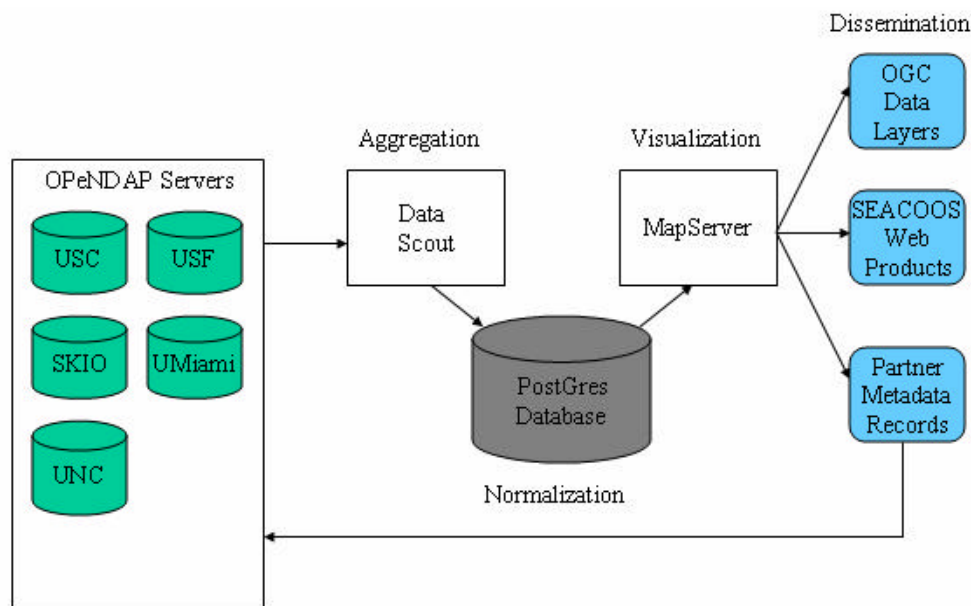 Dissemination
OGC
Data
Layers
Aggregation
Visualization
OPeNDAP Servers
Data
Scout
MapServer
SEACOOS
Web
Products
USC
USF
SKIO
UMiami
PostGres
Database
Partner
Metadata
Records
UNC
Normalization